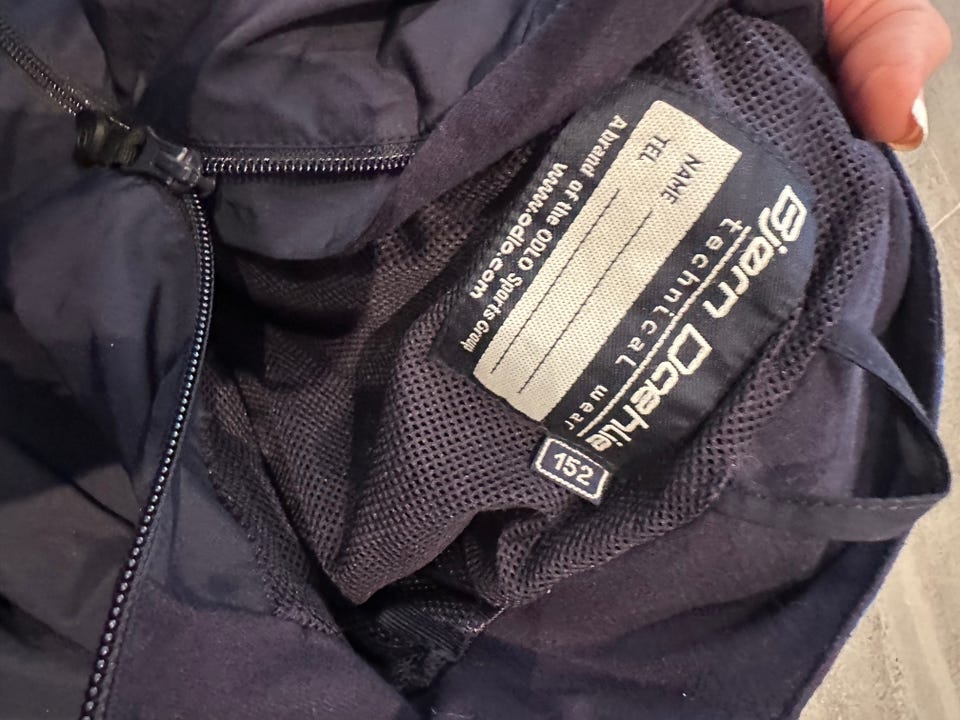 Bjørn Dæhlie
technical wear
NAME
TEL
A brand of the ODLO Sports Group
www.odlo.com
152